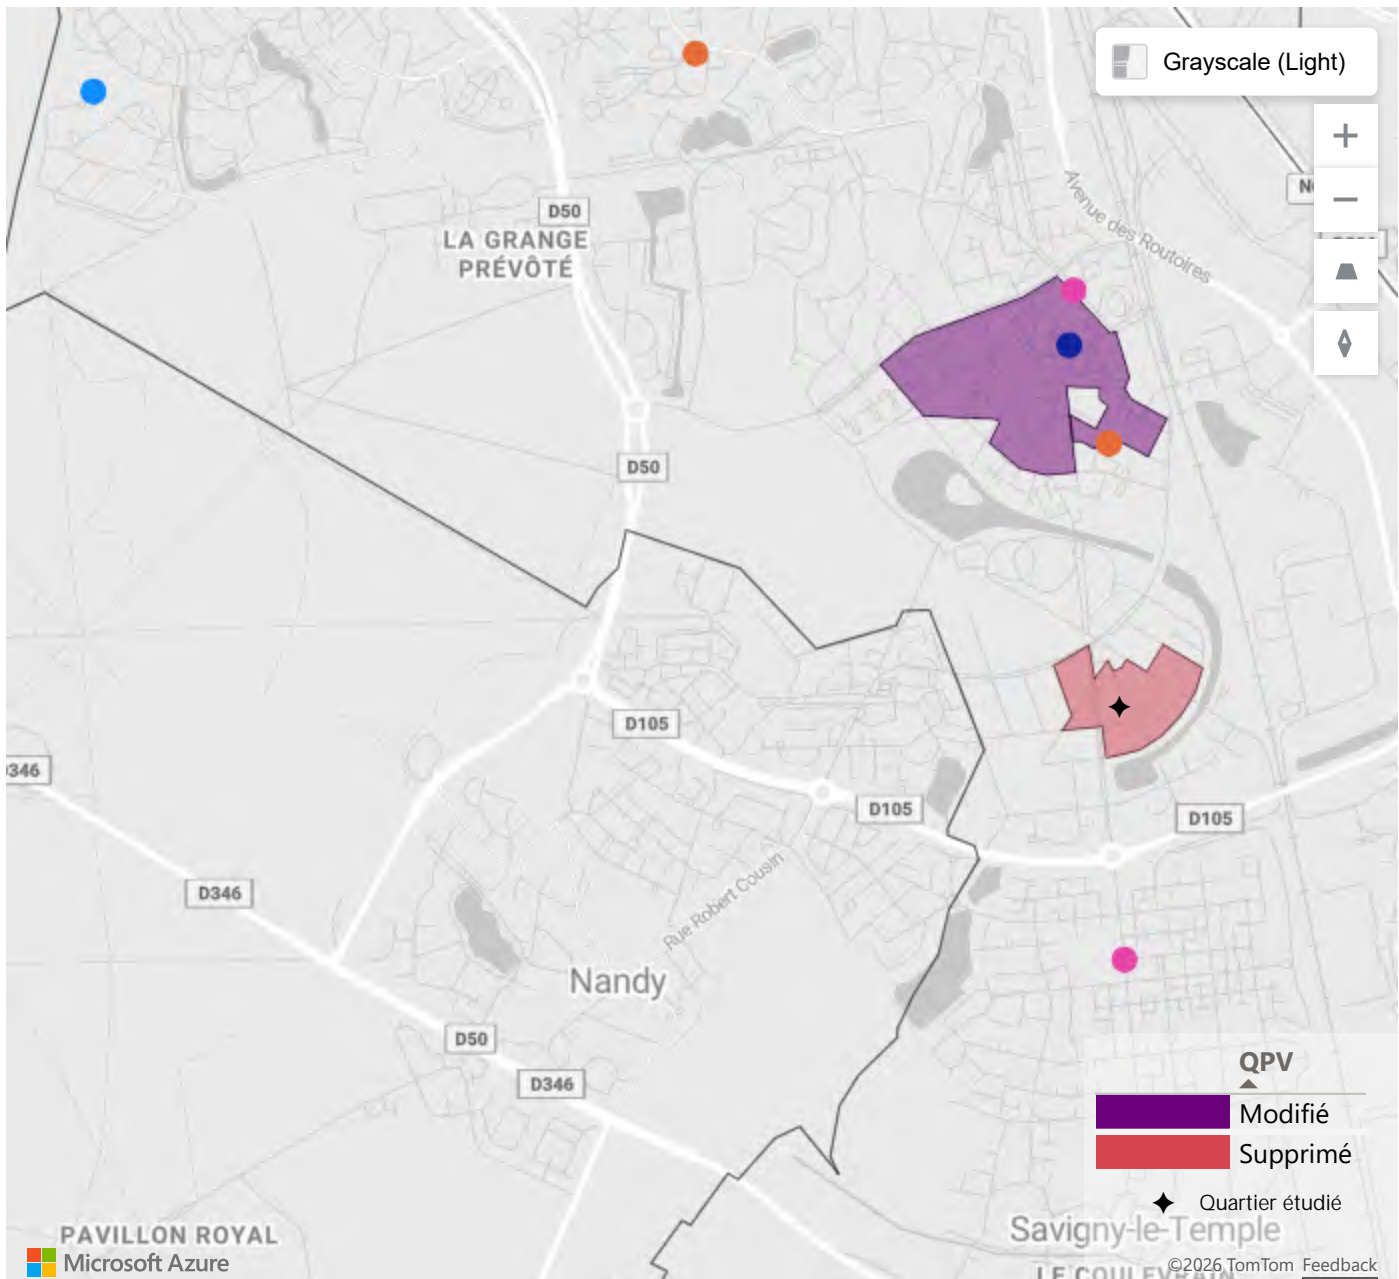 Grayscale (Light)
Avenue des Routoires
D50
LA GRANGE
PRÉVÔTÉ
D50
D105
346
D105
D105
D346
Rue Robert Cousin
Nandy
D50
D346
QPV
Modifié
Supprimé
Quartier étudié
PAVILLON ROYAL
Savigny-le-Temple
Microsoft Azure
©2026 TomTom Feedback